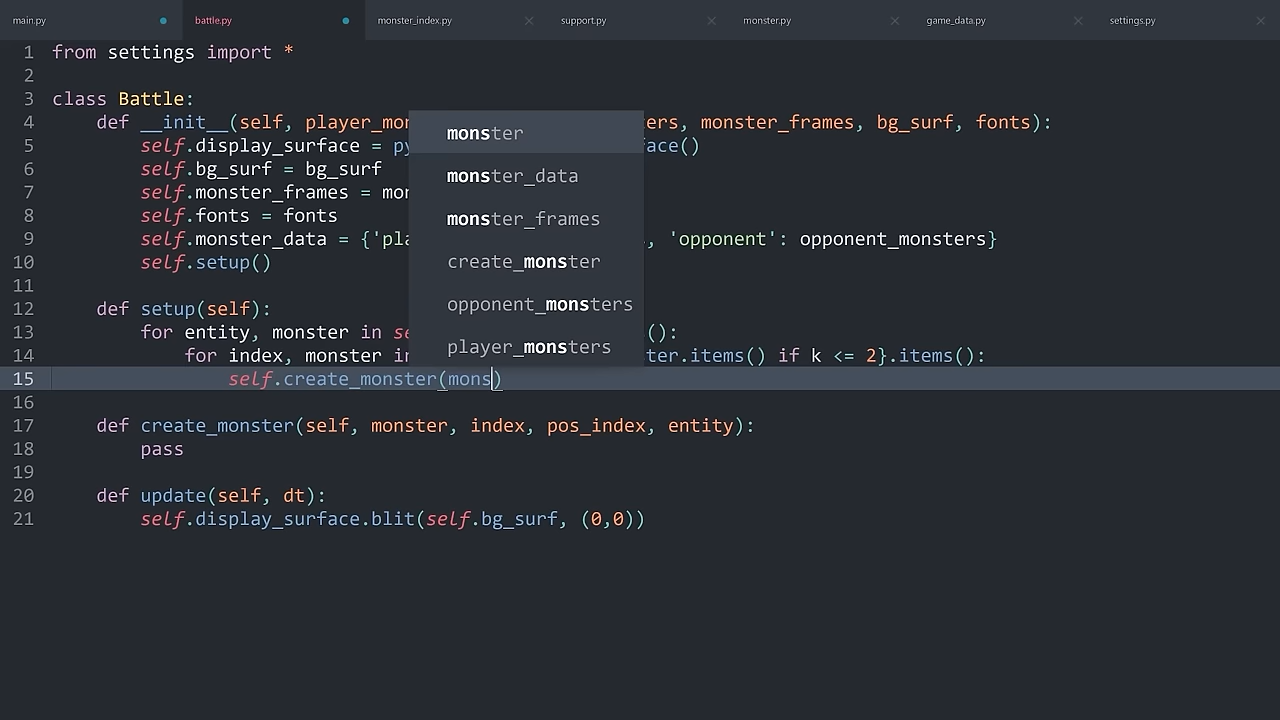 main.py battle.py monster_index.py support.py monster.py game_data.py settings.py
1 from settings import *
2
3 class Battle:
4 def __init__(self, player_mon ers, monster_frames, bg_surf, fonts):
5 self.display_surface = py ace()
6 self.bg_surf = bg_surf
7 self.monster_frames = mon
8 self.fonts = fonts
9 self.monster_data = {'pla , 'opponent': opponent_monsters}
10 self.setup()
11
12 def setup(self):
13 for entity, monster in se ():
14 for index, monster in ter.items() if k <= 2}.items():
15 self.create_monster(mons)
16
17 def create_monster(self, monster, index, pos_index, entity):
18 pass
19
20 def update(self, dt):
21 self.display_surface.blit(self.bg_surf, (0,0))
monster
monster_data
monster_frames
create_monster
opponent_monsters
player_monsters